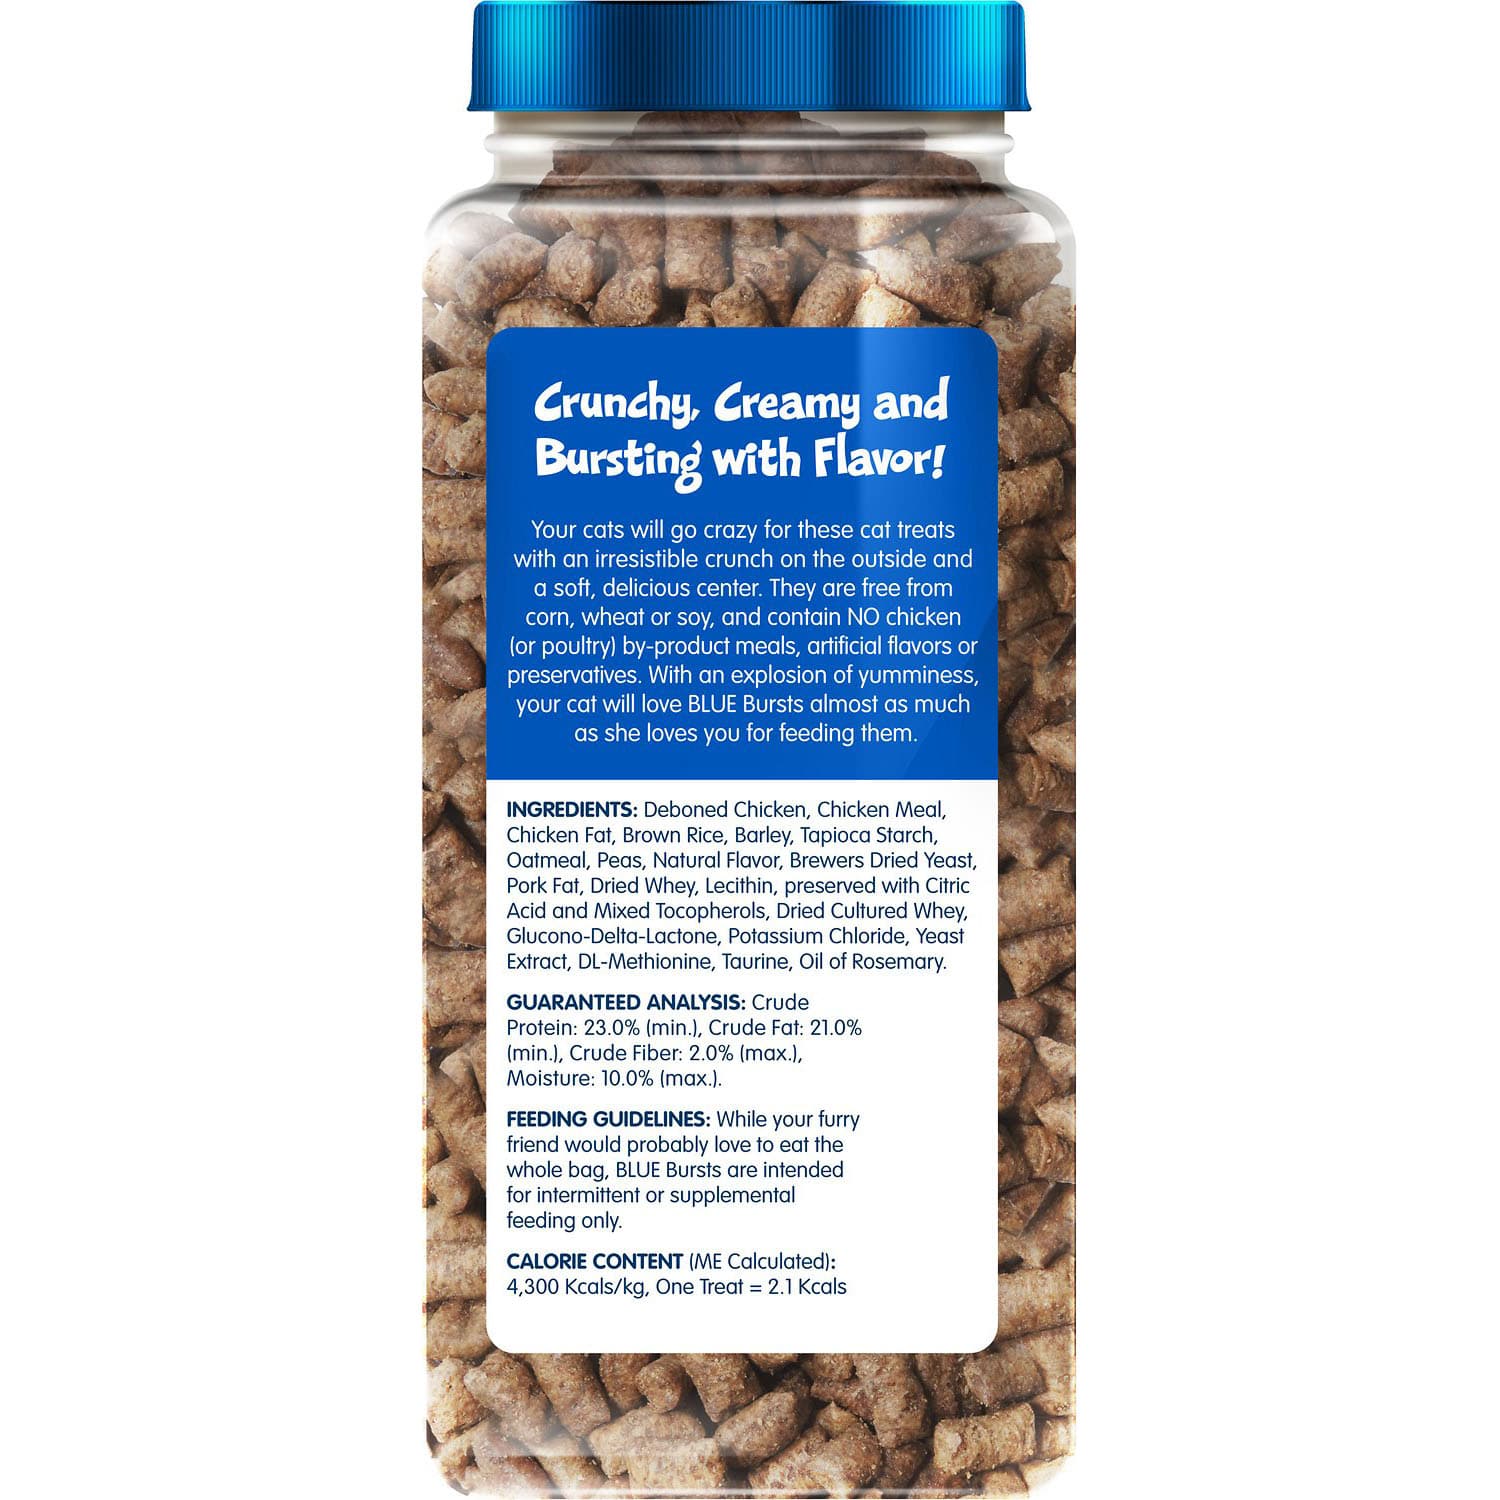 Crunchy, Creamy and
Bursting with Flavor!
Your cats will go crazy for these cat treats
with an irresistible crunch on the outside and
a soft, delicious center. They are free from
corn, wheat or soy, and contain NO chicken
(or poultry) by-product meals, artificial flavors or
preservatives. With an explosion of yumminess,
your cat will love BLUE Bursts almost as much
as she loves you for feeding them.
INGREDIENTS: Deboned Chicken, Chicken Meal,
Chicken Fat, Brown Rice, Barley, Tapioca Starch,
Oatmeal, Peas, Natural Flavor, Brewers Dried Yeast,
Pork Fat, Dried Whey, Lecithin, preserved with Citric
Acid and Mixed Tocopherols, Dried Cultured Whey,
Glucono-Delta-Lactone, Potassium Chloride, Yeast
Extract, DL-Methionine, Taurine, Oil of Rosemary.
GUARANTEED ANALYSIS: Crude
Protein: 23.0% (min.), Crude Fat: 21.0%
(min.), Crude Fiber: 2.0% (max.),
Moisture: 10.0% (max.).
FEEDING GUIDELINES: While your furry
friend would probably love to eat the
whole bag, BLUE Bursts are intended
for intermittent or supplemental
feeding only.
CALORIE CONTENT (ME Calculated):
4,300 Kcals/kg, One Treat = 2.1 Kcals